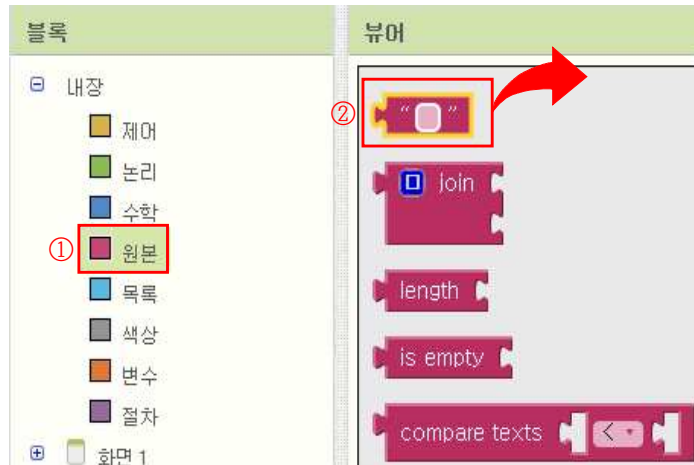 블록
뷰어
내장
제어
논리
수학
① 원본
목록
색상
변수
절차
화면 1
② " "
join
length
is empty
compare texts <